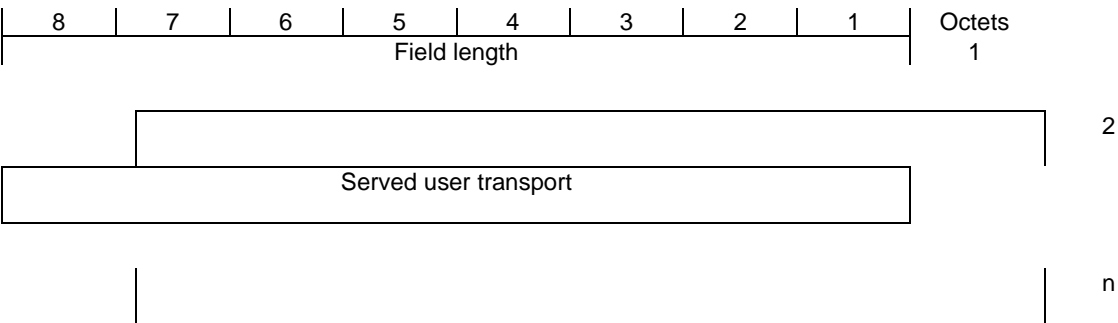 8 7 6 5 4 3 2 1 Octets
Field length 1
2
Served user transport
n